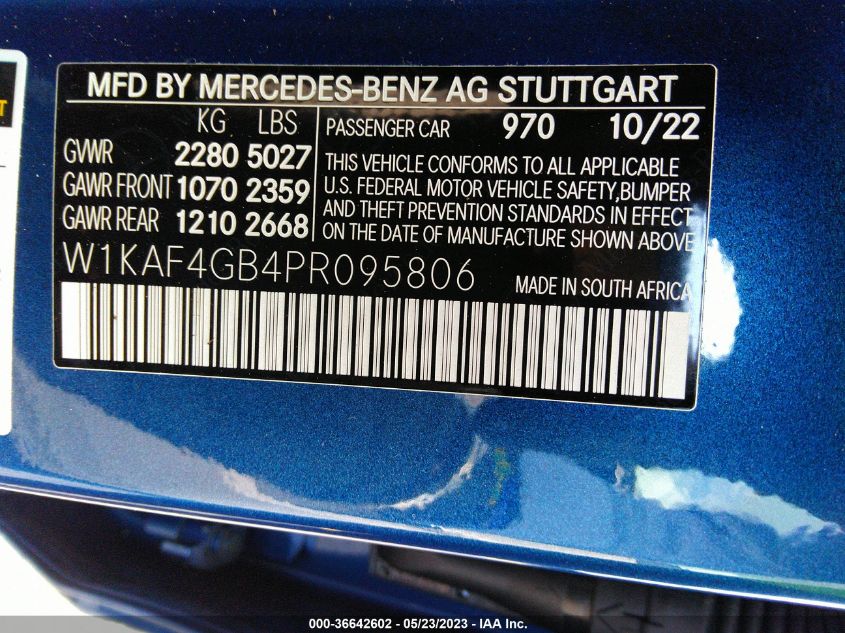 MFD BY MERCEDES-BENZ AG STUTTGART
KG LBS
GVWR 2280 5027
GAWR FRONT 1070 2359
GAWR REAR 1210 2668
PASSENGER CAR 970 10/22
THIS VEHICLE CONFORMS TO ALL APPLICABLE
U.S. FEDERAL MOTOR VEHICLE SAFETY,BUMPER
AND THEFT PREVENTION STANDARDS IN EFFECT
ON THE DATE OF MANUFACTURE SHOWN ABOVE
W1KAF4GB4PR095806
MADE IN SOUTH AFRICA
000-36642602 - 05/23/2023 - IAA Inc.